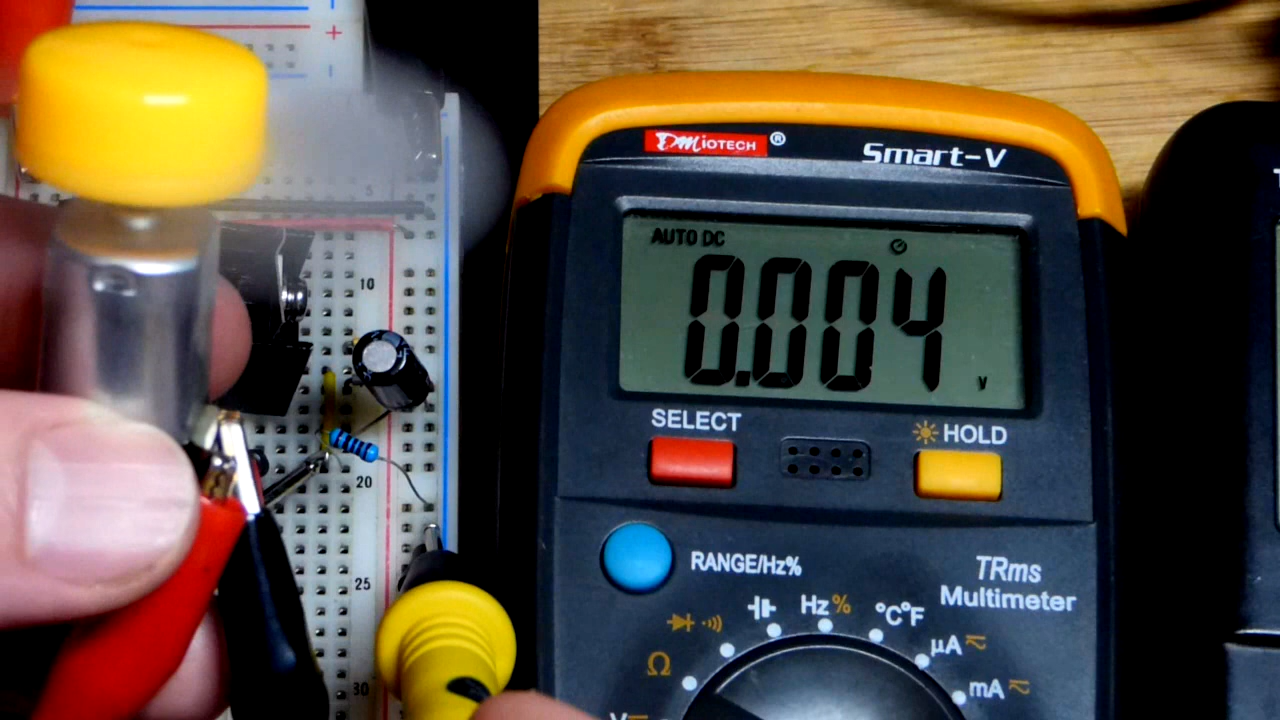 +
5
10
20
25
30
DMiOTECH ®
Smart-V
AUTO DC
0.004
V
SELECT
HOLD
RANGE/Hz%
TRms
Multimeter
Hz %
°C°F
Ω
µA
mA
V